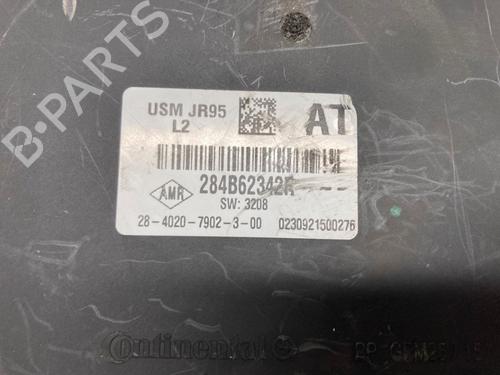 B-PARTS
USM JR95
L2
AT
284B62342R
AMR
SW: 3208
28-4020-7902-3-00 0230921500276
Continental